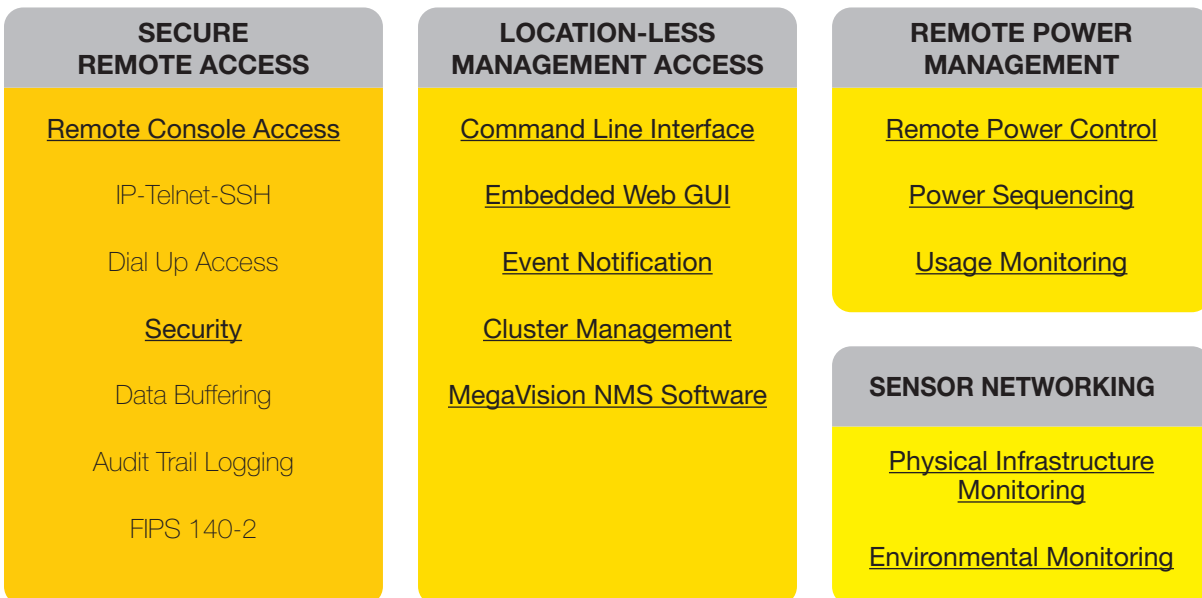 SECURE
REMOTE ACCESS
Remote Console Access
IP-Telnet-SSH
Dial Up Access
Security
Data Buffering
Audit Trail Logging
FIPS 140-2
LOCATION-LESS
MANAGEMENT ACCESS
Command Line Interface
Embedded Web GUI
Event Notification
Cluster Management
MegaVision NMS Software
REMOTE POWER
MANAGEMENT
Remote Power Control
Power Sequencing
Usage Monitoring
SENSOR NETWORKING
Physical Infrastructure
Monitoring
Environmental Monitoring